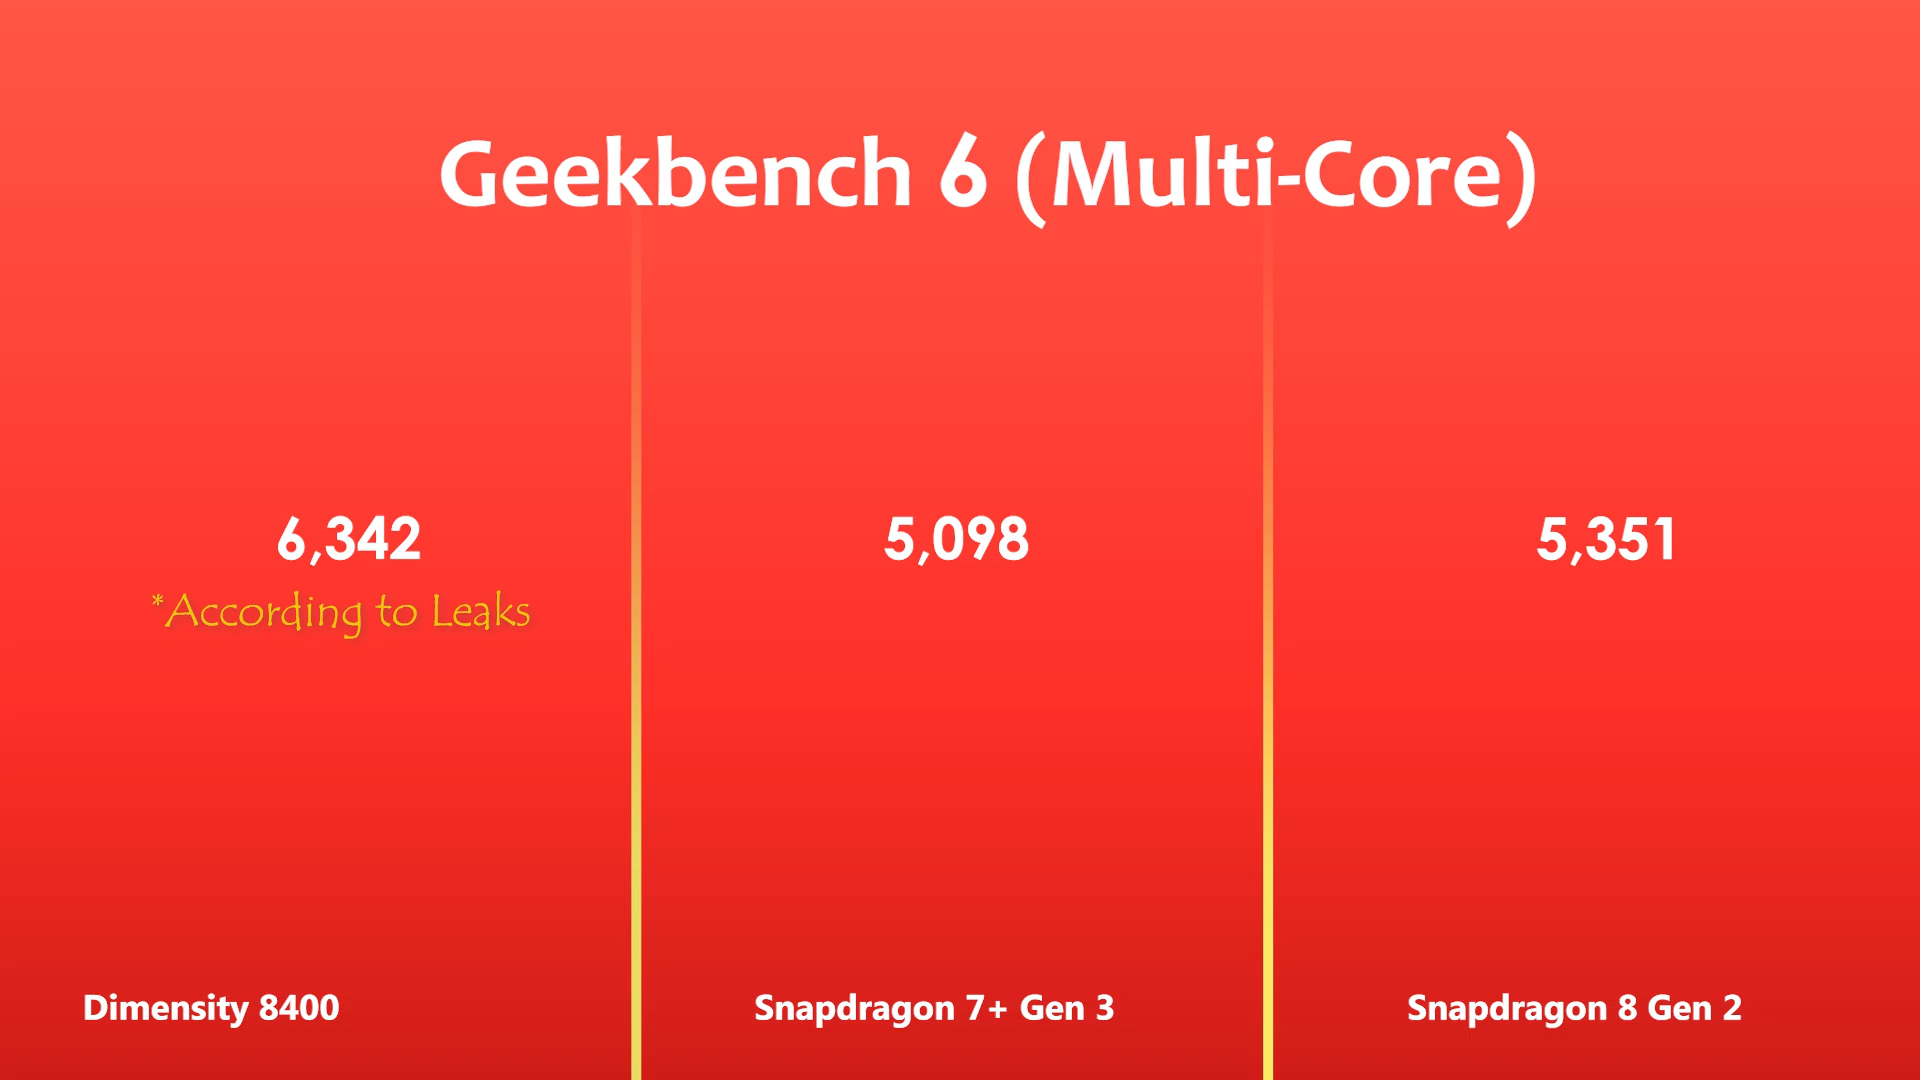 Geekbench 6 (Multi-Core)
6,342
*According to Leaks
5,098
5,351
Dimensity 8400
Snapdragon 7+ Gen 3
Snapdragon 8 Gen 2